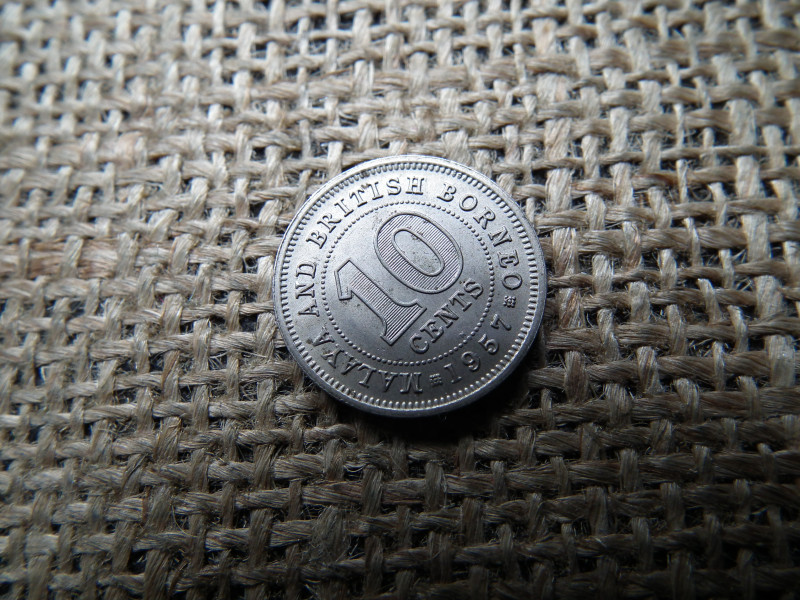 MALAYA AND BRITISH BORNEO
10
CENTS
1957